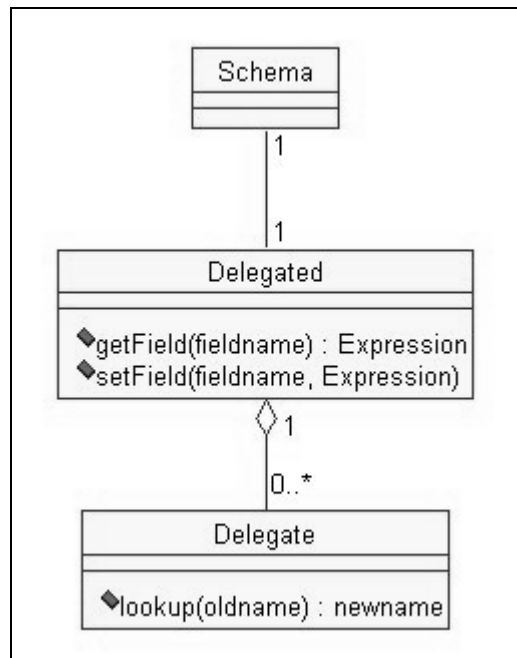 Schema
1
1
Delegated
getField(fieldname) : Expression
setField(fieldname, Expression)
1
0..*
Delegate
lookup(oldname) : newname